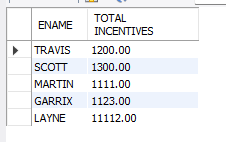 ENAME TOTAL
INCENTIVES
TRAVIS 1200.00
SCOTT 1300.00
MARTIN 1111.00
GARRIX 1123.00
LAYNE 11112.00